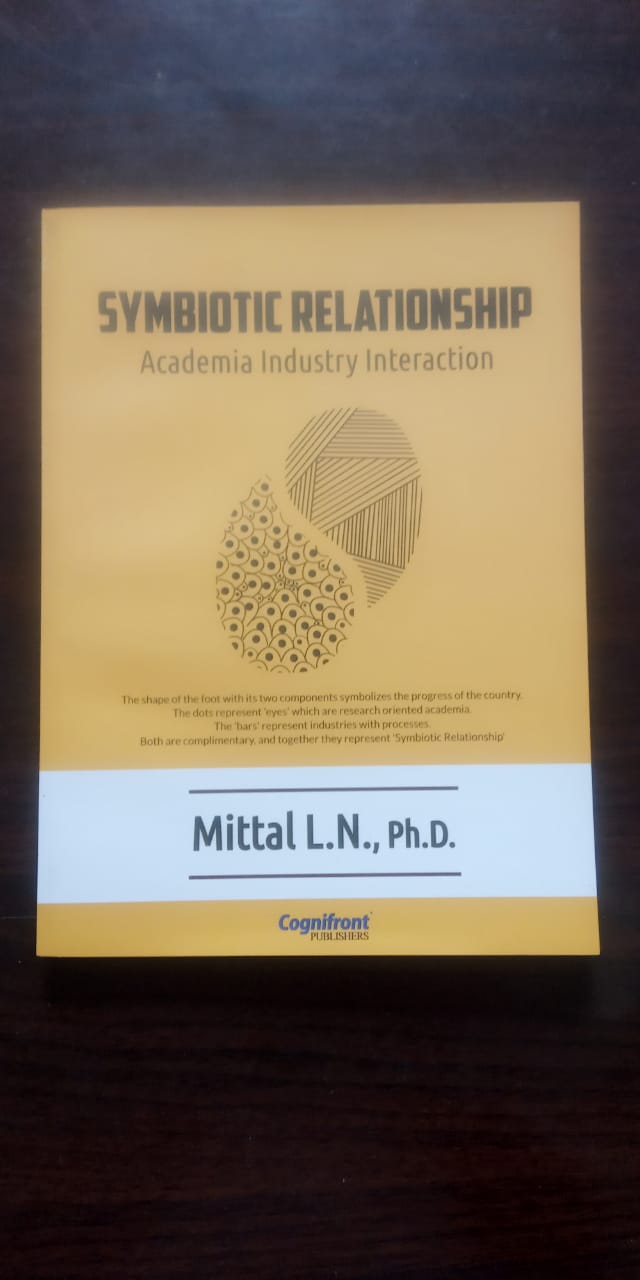 SYMBIOTIC RELATIONSHIP
Academia Industry Interaction
The shape of the foot with its two components symbolizes the progress of the country.
The dots represent 'eyes' which are research oriented academia.
The 'bars' represent industries with processes.
Both are complimentary, and together they represent 'Symbiotic Relationship'
Mittal L.N., Ph.D.
Cognifront
PUBLISHERS